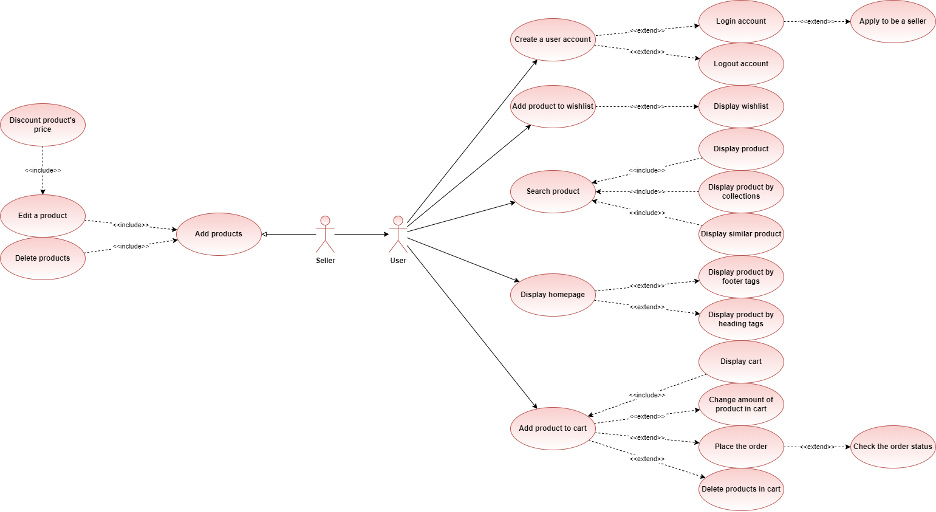 Login account
<<extend>>
Apply to be a seller
Create a user account
<<extend>>
<<extend>>
Logout account
Add product to wishlist
<<extend>>
Display wishlist
Discount product's
price
<<include>>
Display product
<<include>>
Search product
<<include>>
Display product by
collections
<<include>>
Display similar product
Edit a product
<<include>>
Add products
<<include>>
Delete products
Seller
User
Display homepage
<<extend>>
Display product by
footer tags
<<extend>>
Display product by
heading tags
Display cart
<<include>>
Change amount of
product in cart
<<extend>>
Add product to cart
<<extend>>
Place the order
<<extend>>
Check the order status
<<extend>>
Delete products in cart